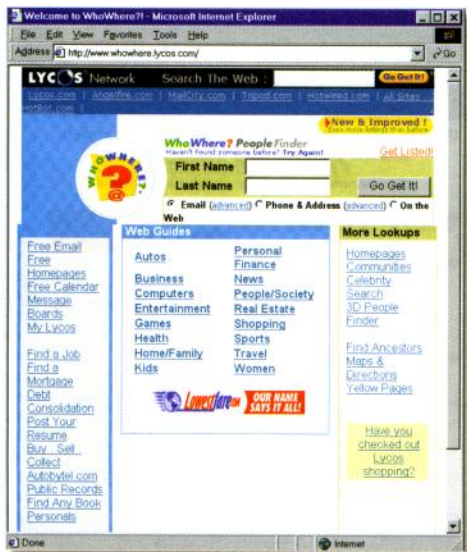 Welcome to WhoWhere?! - Microsoft Internet Explorer
File Edit View Favorites Tools Help
Address http://www.whowhere.lycos.com/ Go
LYCOS Network Search The Web : Go Get It!
Lycos.com | Angelfire.com | MailCity.com | Tripod.com | Hotwired.com | All Sites
HotBot.com |
New & Improved !
WhoWhere? PeopleFinder
Haven't found someone before? Try Again!
Get Listed!
WHOWHERE?!
First Name
Last Name Go Get It!
Email (advanced) Phone & Address (advanced) On the
Web
Free Email
Free
Homepages
Free Calendar
Message
Boards
My Lycos
Find a Job
Find a
Mortgage
Debt
Consolidation
Post Your
Resume
Buy Sell
Collect
Autobytel.com
Public Records
Find Any Book
Personals
Web Guides
Autos
Business
Computers
Entertainment
Games
Health
Home/Family
Kids
Personal
Finance
News
People/Society
Real Estate
Shopping
Sports
Travel
Women
Lowestfare.com OUR NAME
SAYS IT ALL!
More Lookups
Homepages
Communities
Celebrity
Search
3D People
Finder
Find Ancestors
Maps &
Directions
Yellow Pages
Have you
checked out
Lycos
shopping?
Done Internet